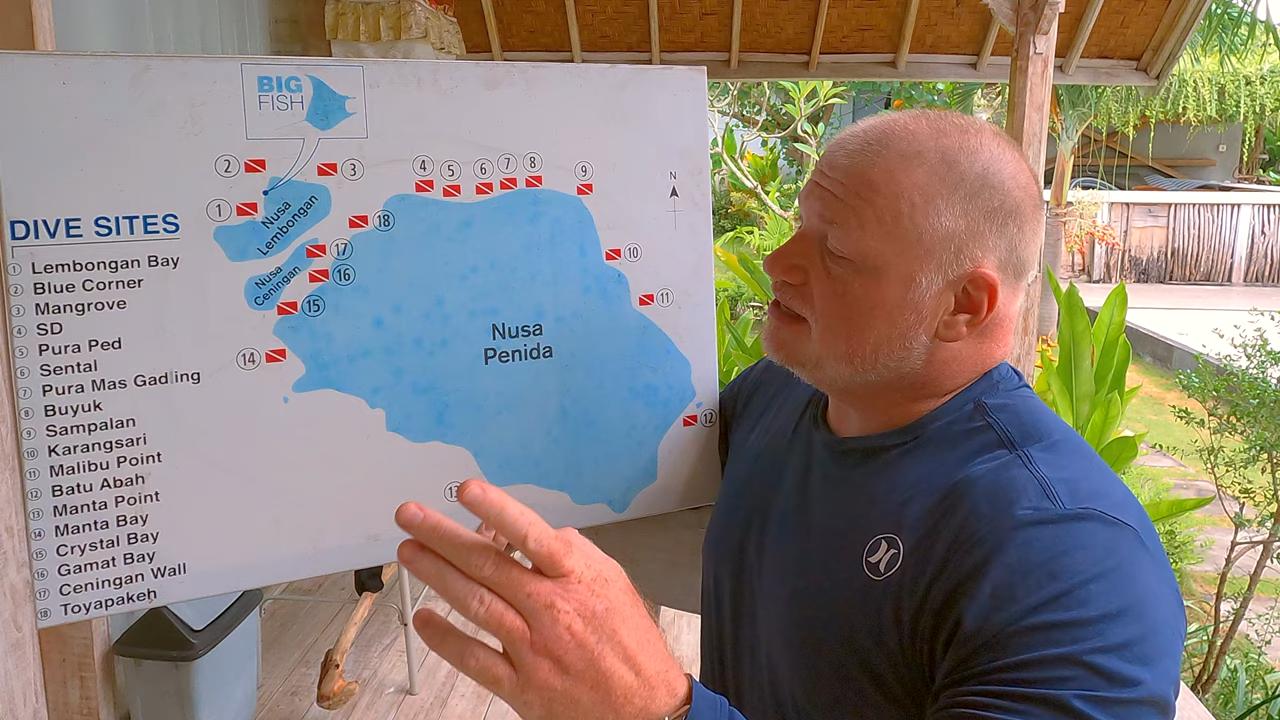 BIG
FISH
② ③ ④ ⑤ ⑥ ⑦ ⑧ ⑨
N
① Nusa Lembongan
⑱
⑰
Nusa Ceningan
⑯
⑮
⑩
⑪
Nusa
Penida
⑭
⑫
⑬
DIVE SITES
① Lembongan Bay
② Blue Corner
③ Mangrove
④ SD
⑤ Pura Ped
⑥ Sental
⑦ Pura Mas Gading
⑧ Buyuk
⑨ Sampalan
⑩ Karangsari
⑪ Malibu Point
⑫ Batu Abah
⑬ Manta Point
⑭ Manta Bay
⑮ Crystal Bay
⑯ Gamat Bay
⑰ Ceningan Wall
⑱ Toyapakeh